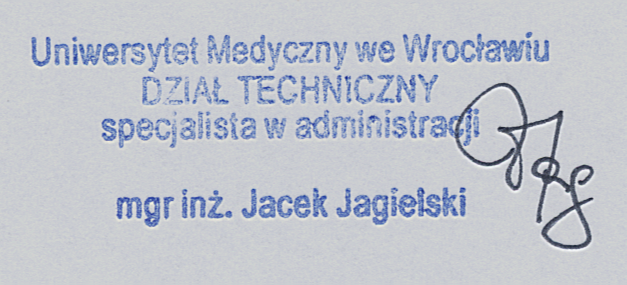 Uniwersytet Medyczny we Wrocławiu
DZIAŁ TECHNICZNY
specjalista w administracji
mgr inż. Jacek Jagielski